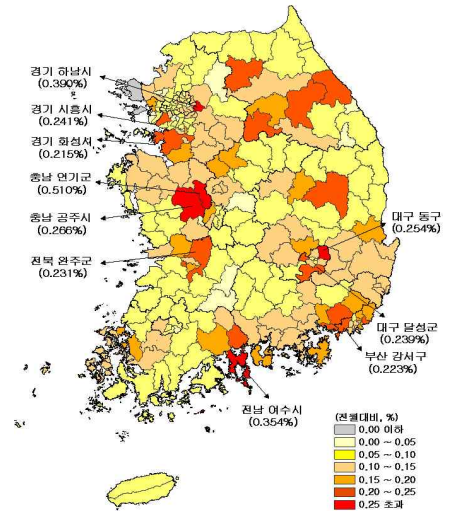 경기 하남시
(0.390%)
경기 시흥시
(0.241%)
경기 화성시
(0.215%)
충남 연기군
(0.510%)
충남 공주시
(0.266%)
전북 완주군
(0.231%)
대구 동구
(0.254%)
대구 달성군
(0.239%)
부산 강서구
(0.223%)
전남 여수시
(0.354%)
(전월대비, %)
0.00 이하
0.00 ~ 0.05
0.05 ~ 0.10
0.10 ~ 0.15
0.15 ~ 0.20
0.20 ~ 0.25
0.25 초과